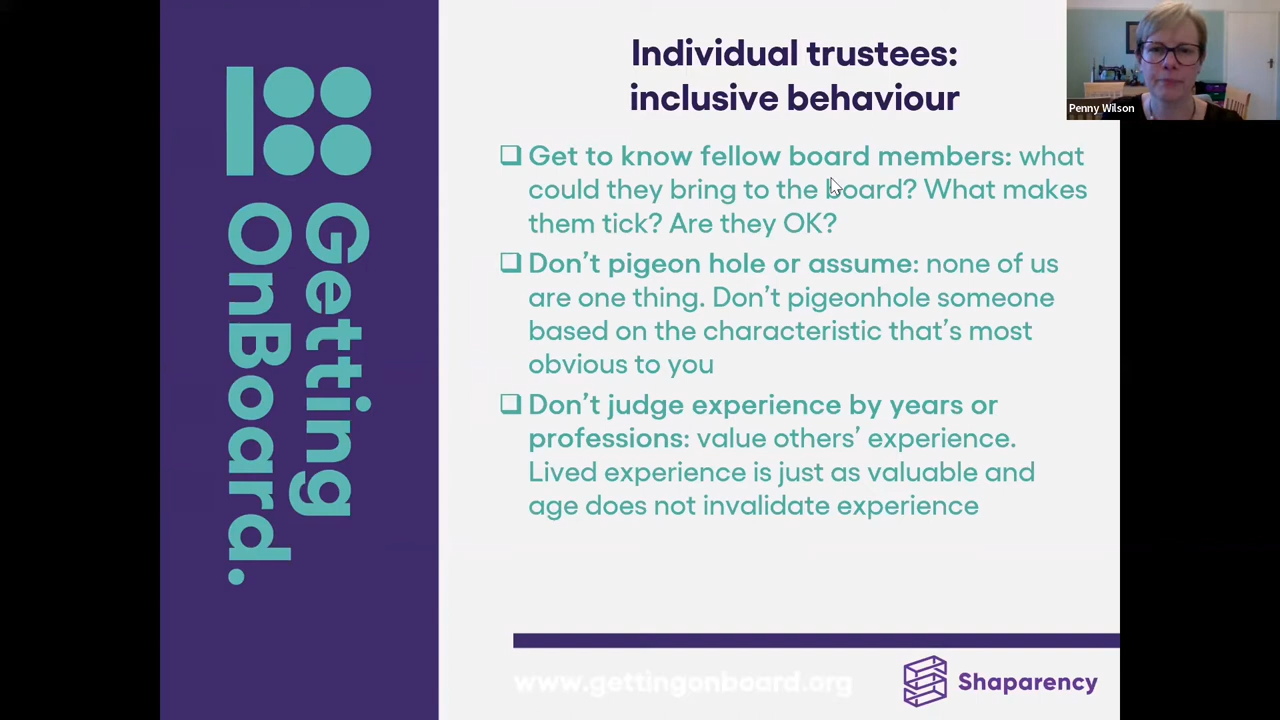 Getting
OnBoard.
Individual trustees:
inclusive behaviour
Penny Wilson
Get to know fellow board members: what
could they bring to the board? What makes
them tick? Are they OK?
Don't pigeon hole or assume: none of us
are one thing. Don't pigeonhole someone
based on the characteristic that's most
obvious to you
Don't judge experience by years or
professions: value others' experience.
Lived experience is just as valuable and
age does not invalidate experience
www.gettingonboard.org
Shaparency